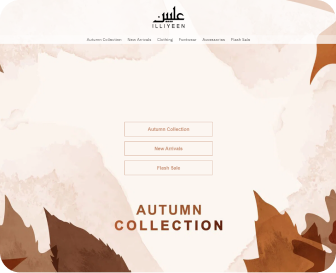 عليين
ILLIYEEN
Autumn Collection New Arrivals Clothing Footwear Accessories Flash Sale
Autumn Collection
New Arrivals
Flash Sale
AUTUMN
COLLECTION